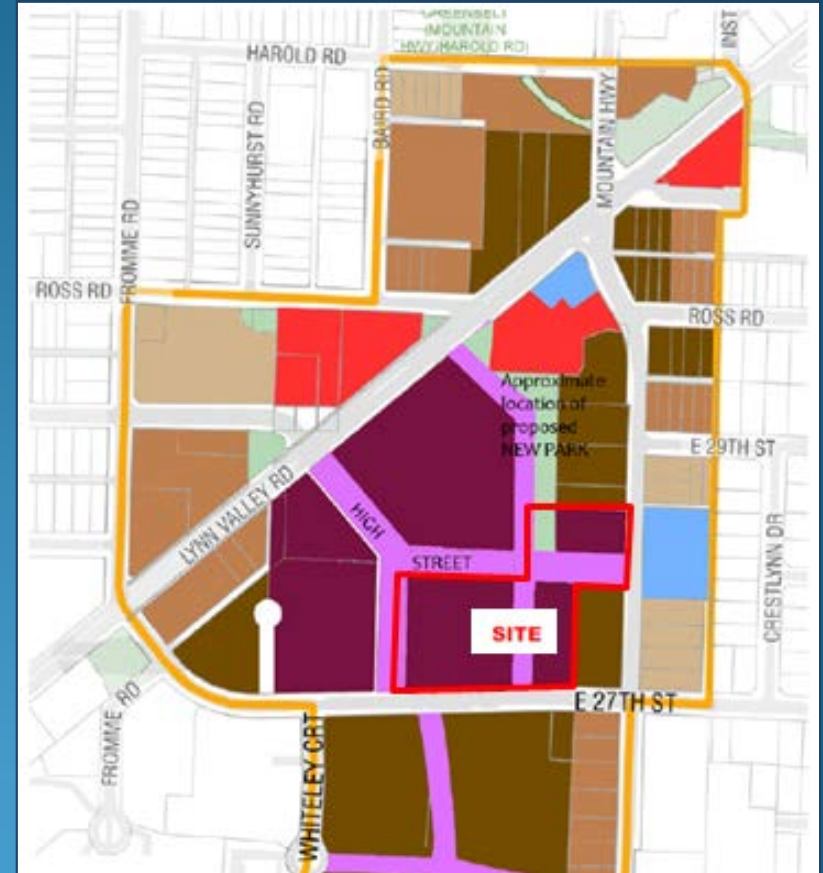 GREENBELT
(MOUNTAIN
HWY/HAROLD RD)
INST
HAROLD RD
BAIRD RD
MOUNTAIN HWY
SUNNYHURST RD
FROMME RD
ROSS RD
ROSS RD
Approximate
location of
proposed
NEW PARK
E 29TH ST
LYNN VALLEY RD
HIGH
STREET
CRESTLYNN DR
SITE
E 27TH ST
FROMME RD
WHITELEY CRT